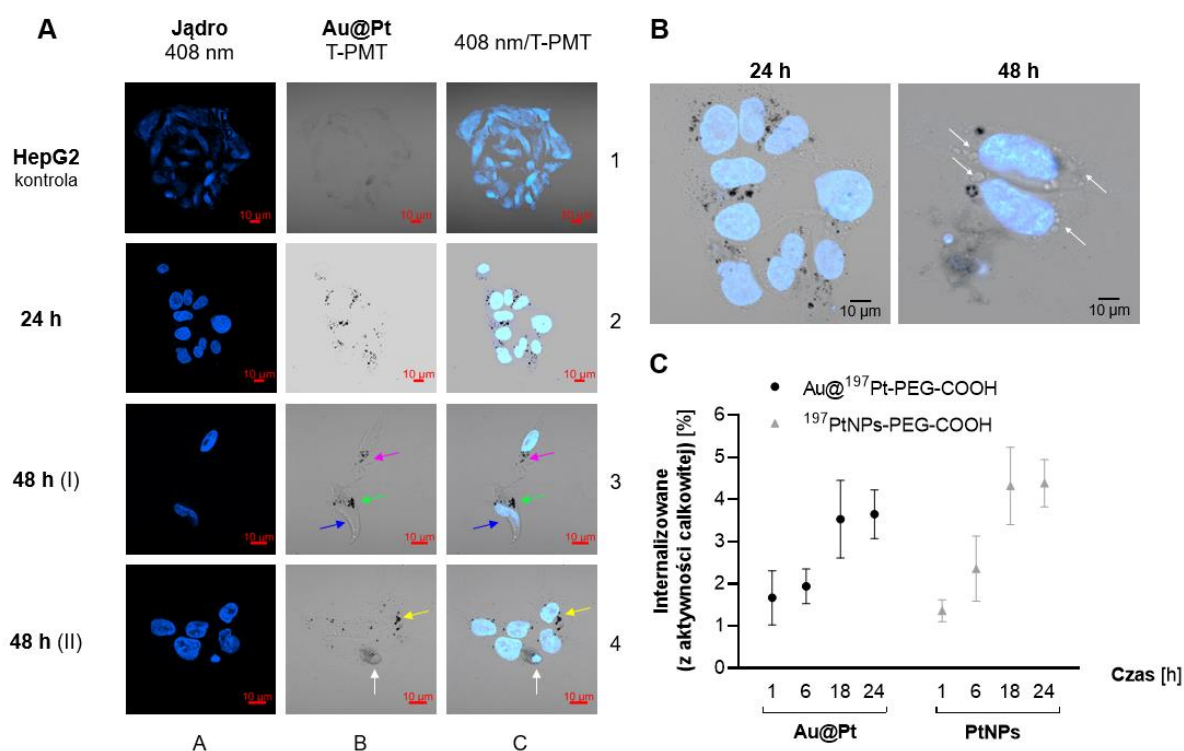 A
Jądro
408 nm
Au@Pt
T-PMT
408 nm/T-PMT
HepG2
kontrola
10 µm
10 µm
10 µm
1
24 h
10 µm
10 µm
10 µm
2
48 h (I)
10 µm
10 µm
10 µm
3
48 h (II)
10 µm
10 µm
10 µm
4
A
B
C
B
24 h
48 h
10 µm
10 µm
C
Au@¹⁹⁷Pt-PEG-COOH
¹⁹⁷PtNPs-PEG-COOH
Internalizowane
(z aktywności całkowitej) [%]
6
5
4
3
2
1
0
1 6 18 24
1 6 18 24
Czas [h]
Au@Pt
PtNPs